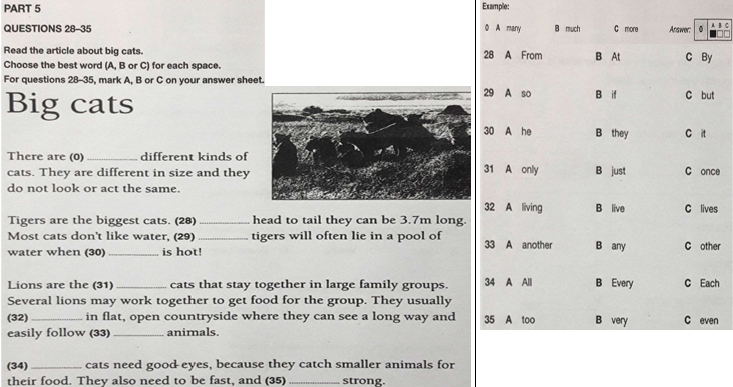 PART 5
QUESTIONS 28–35
Read the article about big cats.
Choose the best word (A, B or C) for each space.
For questions 28–35, mark A, B or C on your answer sheet.
Big cats
There are (0) .................... different kinds of
cats. They are different in size and they
do not look or act the same.
Tigers are the biggest cats. (28) .................... head to tail they can be 3.7m long.
Most cats don't like water, (29) .................... tigers will often lie in a pool of
water when (30) .................... is hot!
Lions are the (31) .................... cats that stay together in large family groups.
Several lions may work together to get food for the group. They usually
(32) .................... in flat, open countryside where they can see a long way and
easily follow (33) .................... animals.
(34) .................... cats need good eyes, because they catch smaller animals for
their food. They also need to be fast, and (35) .................... strong.
Example:
0 A many B much C more Answer: 0 A B C
28 A From B At C By
29 A so B if C but
30 A he B they C it
31 A only B just C once
32 A living B live C lives
33 A another B any C other
34 A All B Every C Each
35 A too B very C even